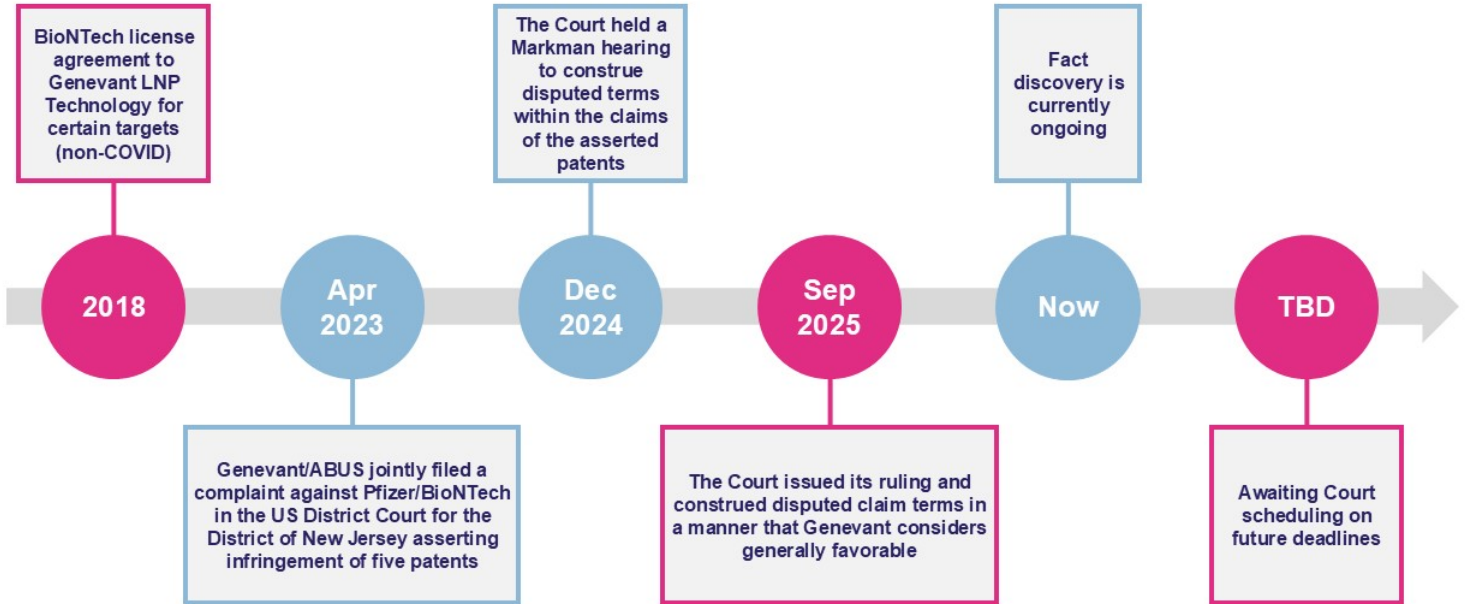 BioNTech license
agreement to
Genevant LNP
Technology for
certain targets
(non-COVID)
The Court held a
Markman hearing
to construe
disputed terms
within the claims
of the asserted
patents
Fact
discovery is
currently
ongoing
2018
Apr
2023
Dec
2024
Sep
2025
Now
TBD
Genevant/ABUS jointly filed a
complaint against Pfizer/BioNTech
in the US District Court for the
District of New Jersey asserting
infringement of five patents
The Court issued its ruling and
construed disputed claim terms in
a manner that Genevant considers
generally favorable
Awaiting Court
scheduling on
future deadlines